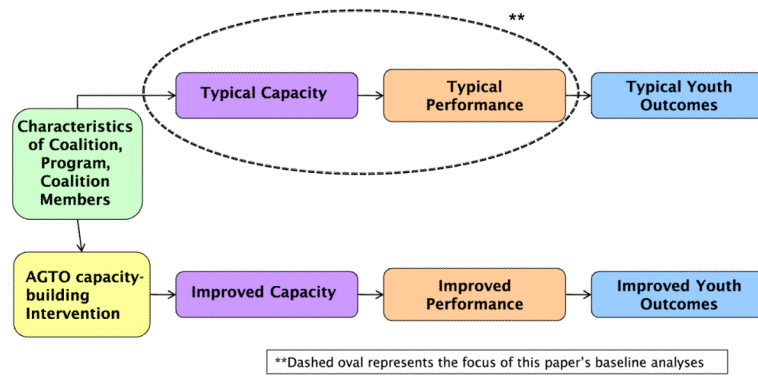 **
Typical Capacity
Typical
Performance
Typical Youth
Outcomes
Characteristics
of Coalition,
Program,
Coalition
Members
AGTO capacity-
building
Intervention
Improved Capacity
Improved
Performance
Improved Youth
Outcomes
**Dashed oval represents the focus of this paper's baseline analyses